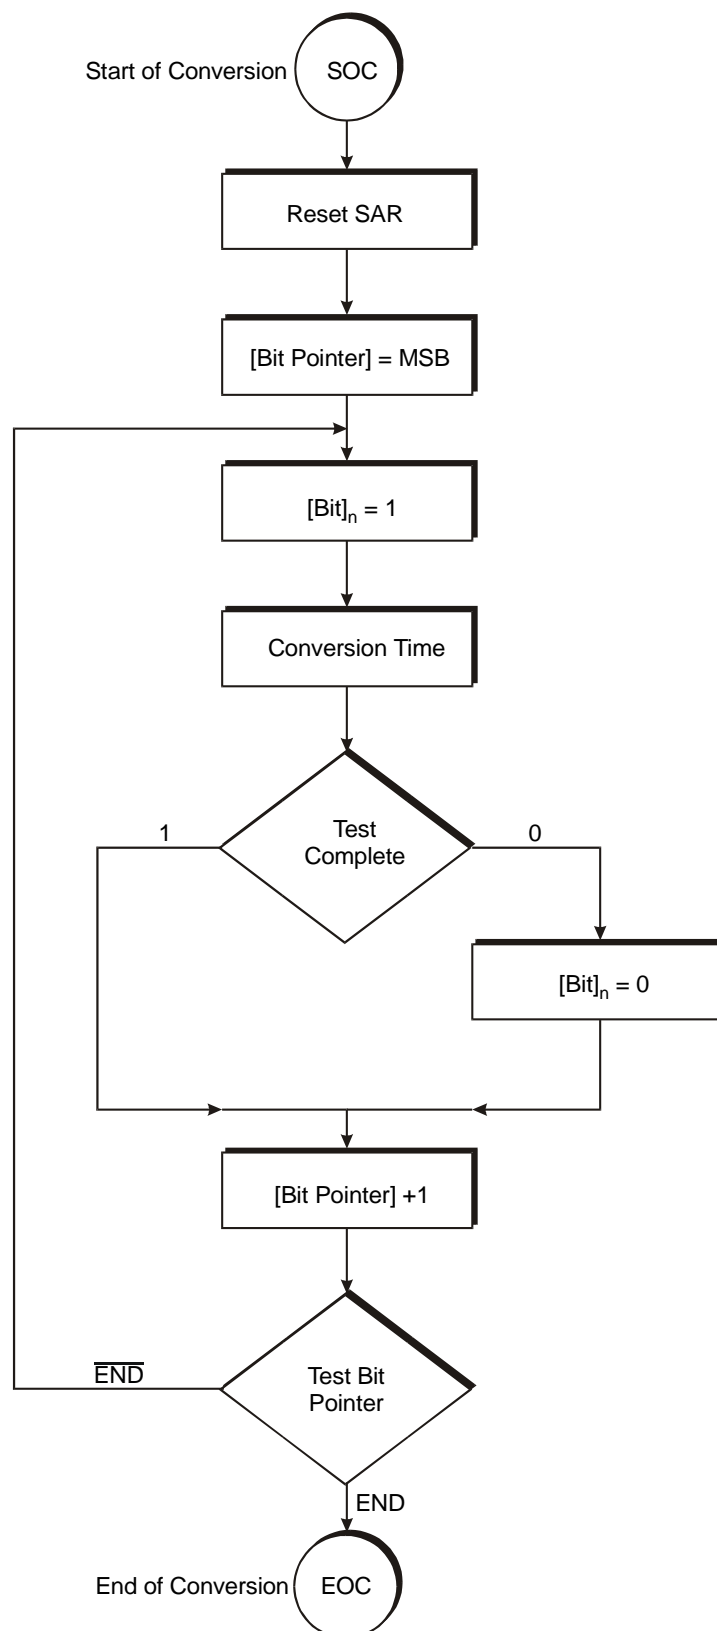 Start of Conversion SOC
Reset SAR
[Bit Pointer] = MSB
[Bit]n = 1
Conversion Time
Test
Complete
1
0
[Bit]n = 0
[Bit Pointer] +1
END
Test Bit
Pointer
END
End of Conversion EOC